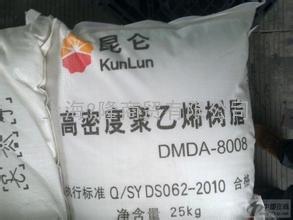 昆仑
KunLun
高密度聚乙烯树脂
DMDA-8008
执行标准 Q/SY DS062-2010 合格
净含量 25kg